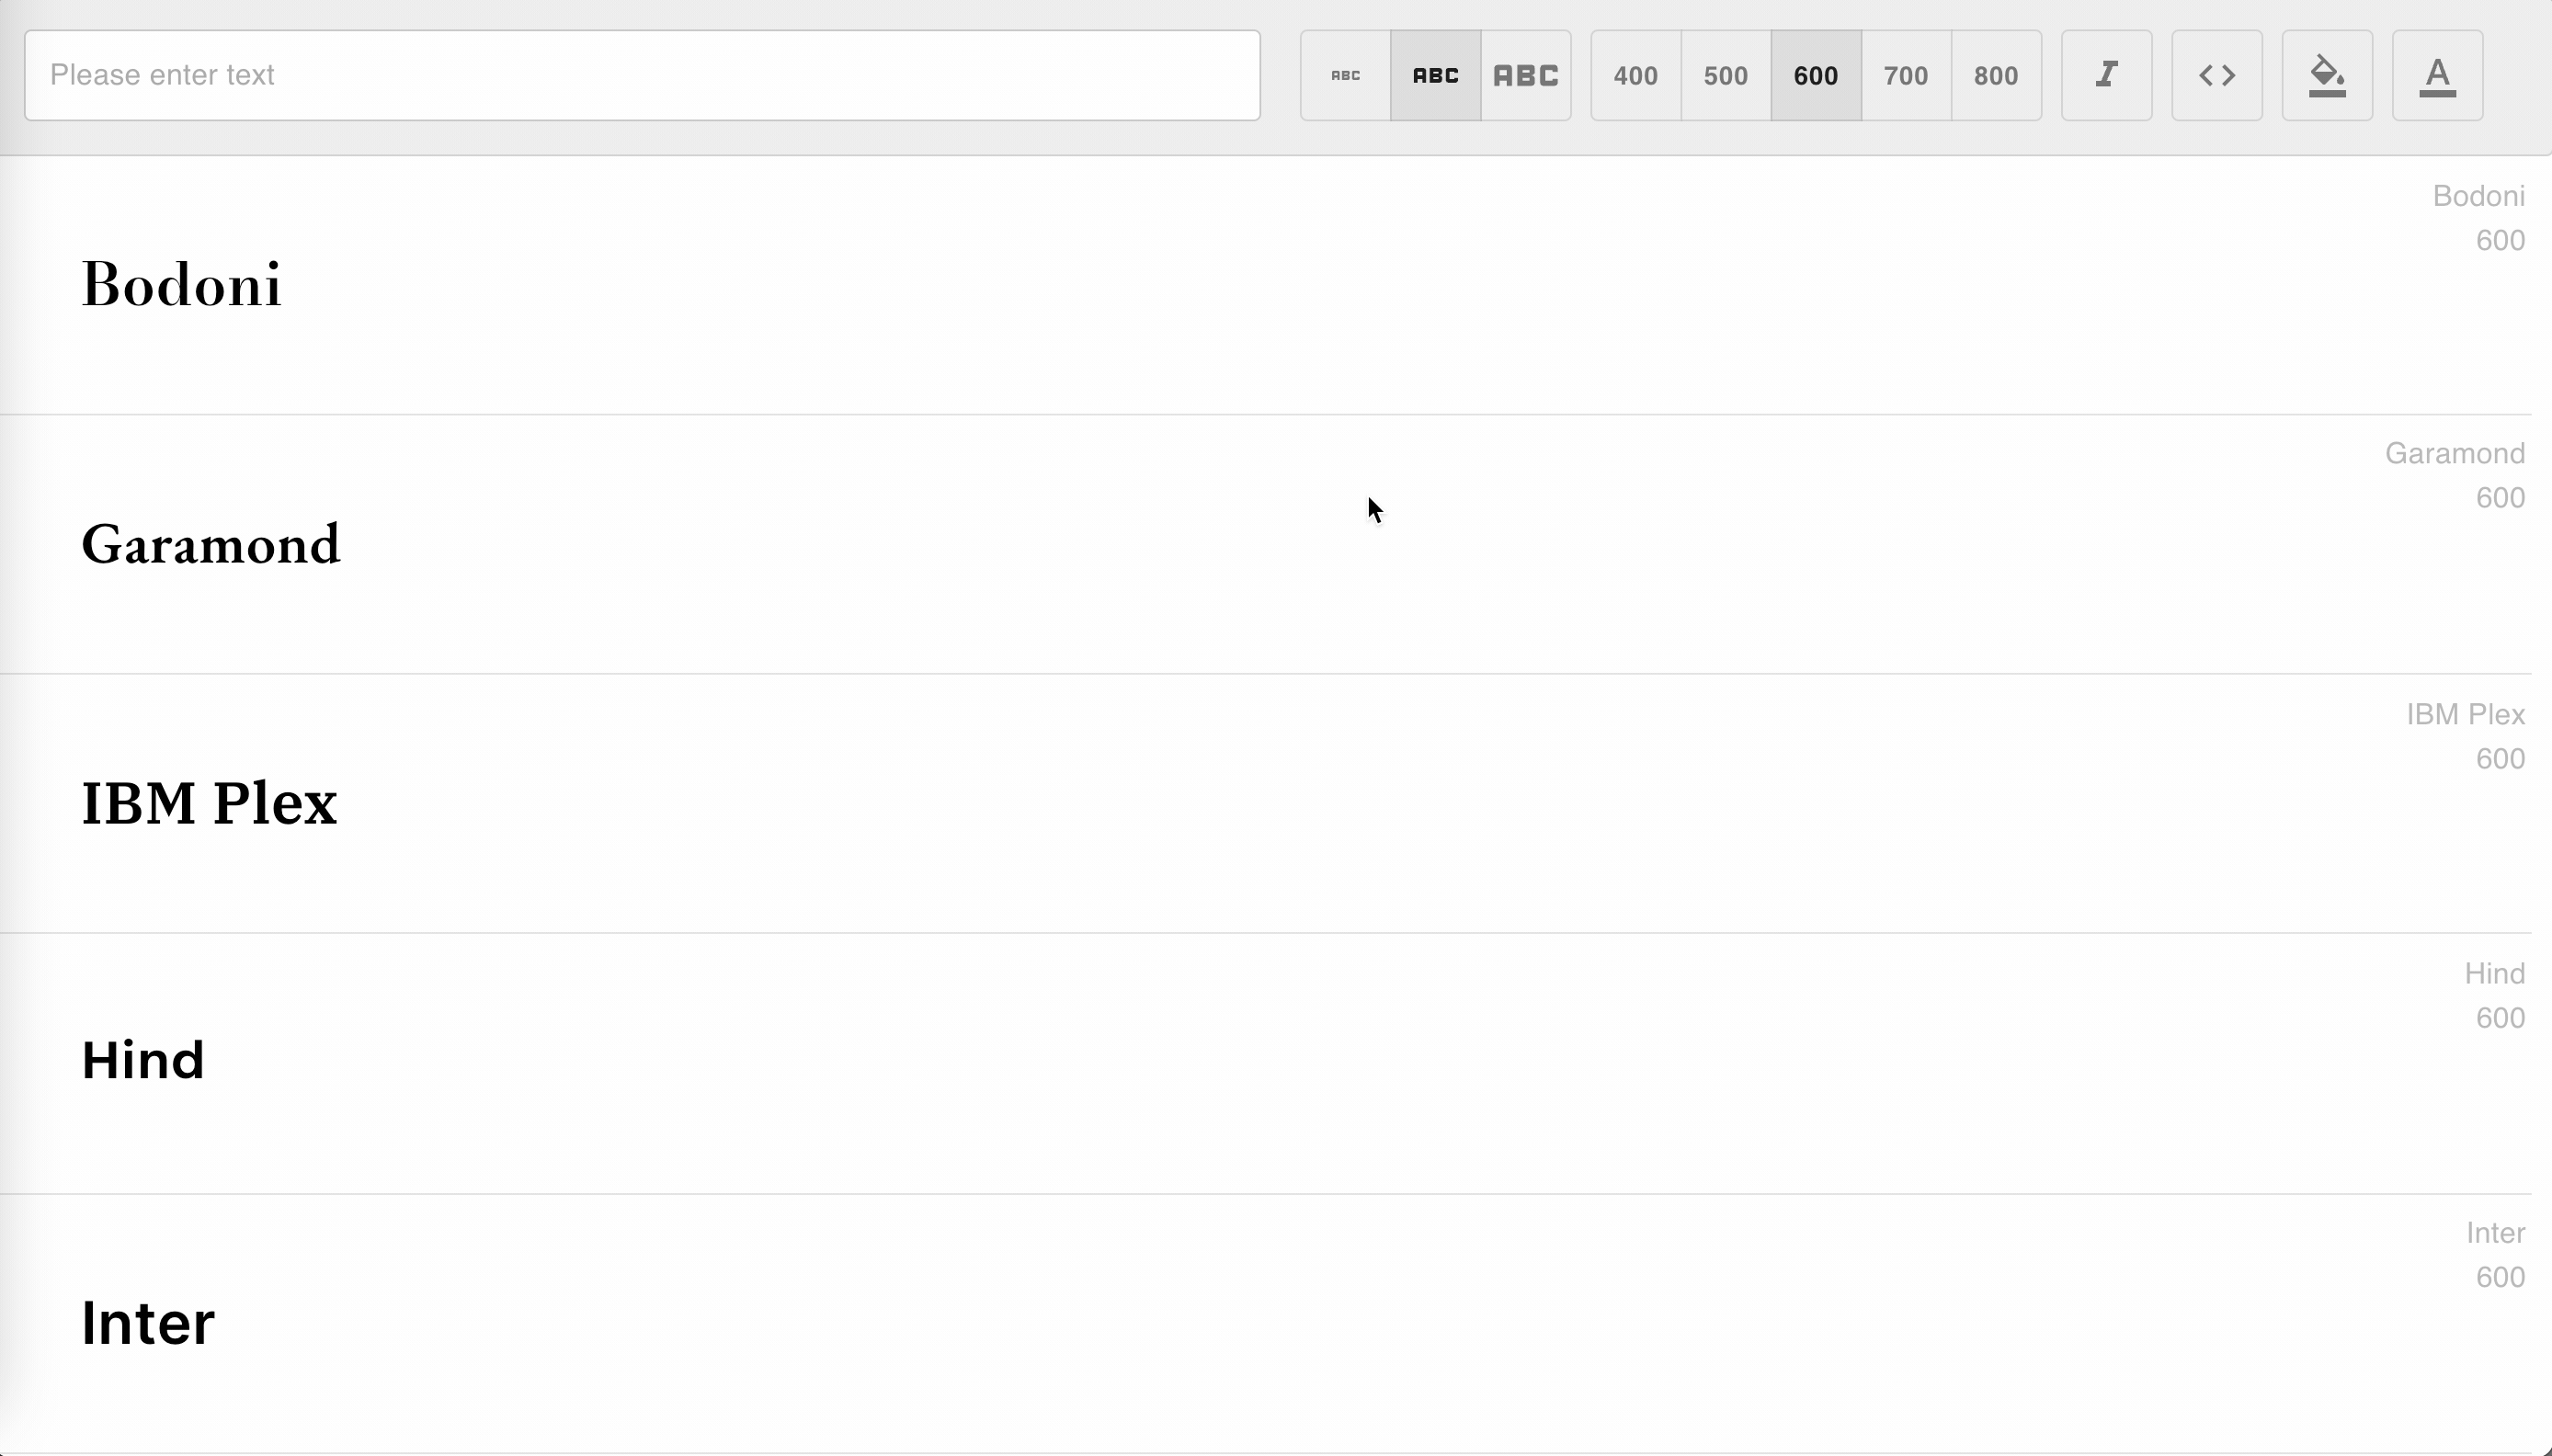 Please enter text
ABC ABC ABC 400 500 600 700 800 I <> A
Bodoni
600
Bodoni
Garamond
600
Garamond
IBM Plex
600
IBM Plex
Hind
600
Hind
Inter
600
Inter